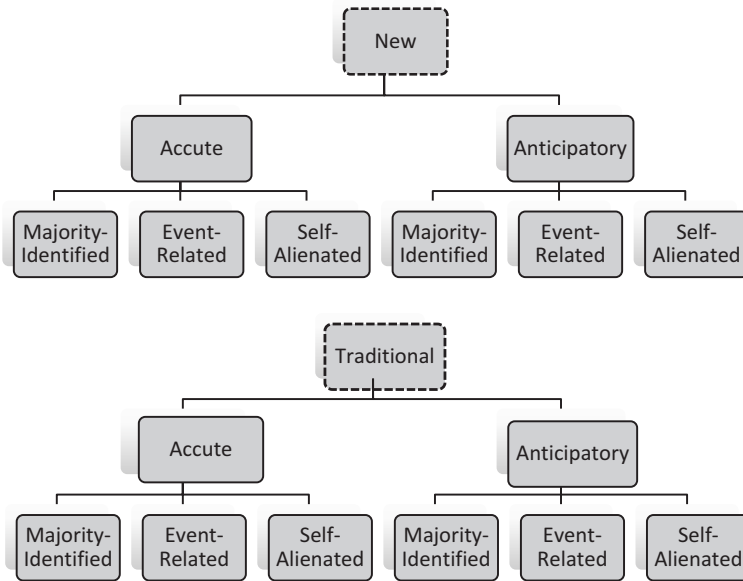 New
Accute
Anticipatory
Majority-
Identified
Event-
Related
Self-
Alienated
Majority-
Identified
Event-
Related
Self-
Alienated
Traditional
Accute
Anticipatory
Majority-
Identified
Event-
Related
Self-
Alienated
Majority-
Identified
Event-
Related
Self-
Alienated